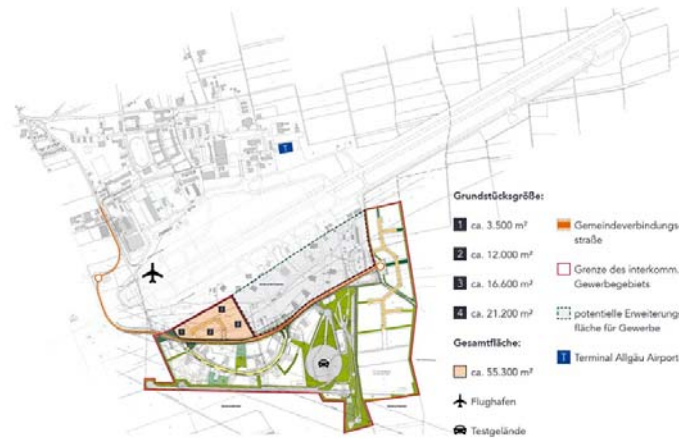 T
Grundstücksgröße:
1 ca. 3.500 m²
2 ca. 12.000 m²
3 ca. 16.600 m²
4 ca. 21.200 m²
Gesamtfläche:
ca. 55.300 m²
Flughafen
Testgelände
Gemeindeverbindungs-
straße
Grenze des interkomm.
Gewerbegebiets
potentielle Erweiterungs-
fläche für Gewerbe
T Terminal Allgäu Airport